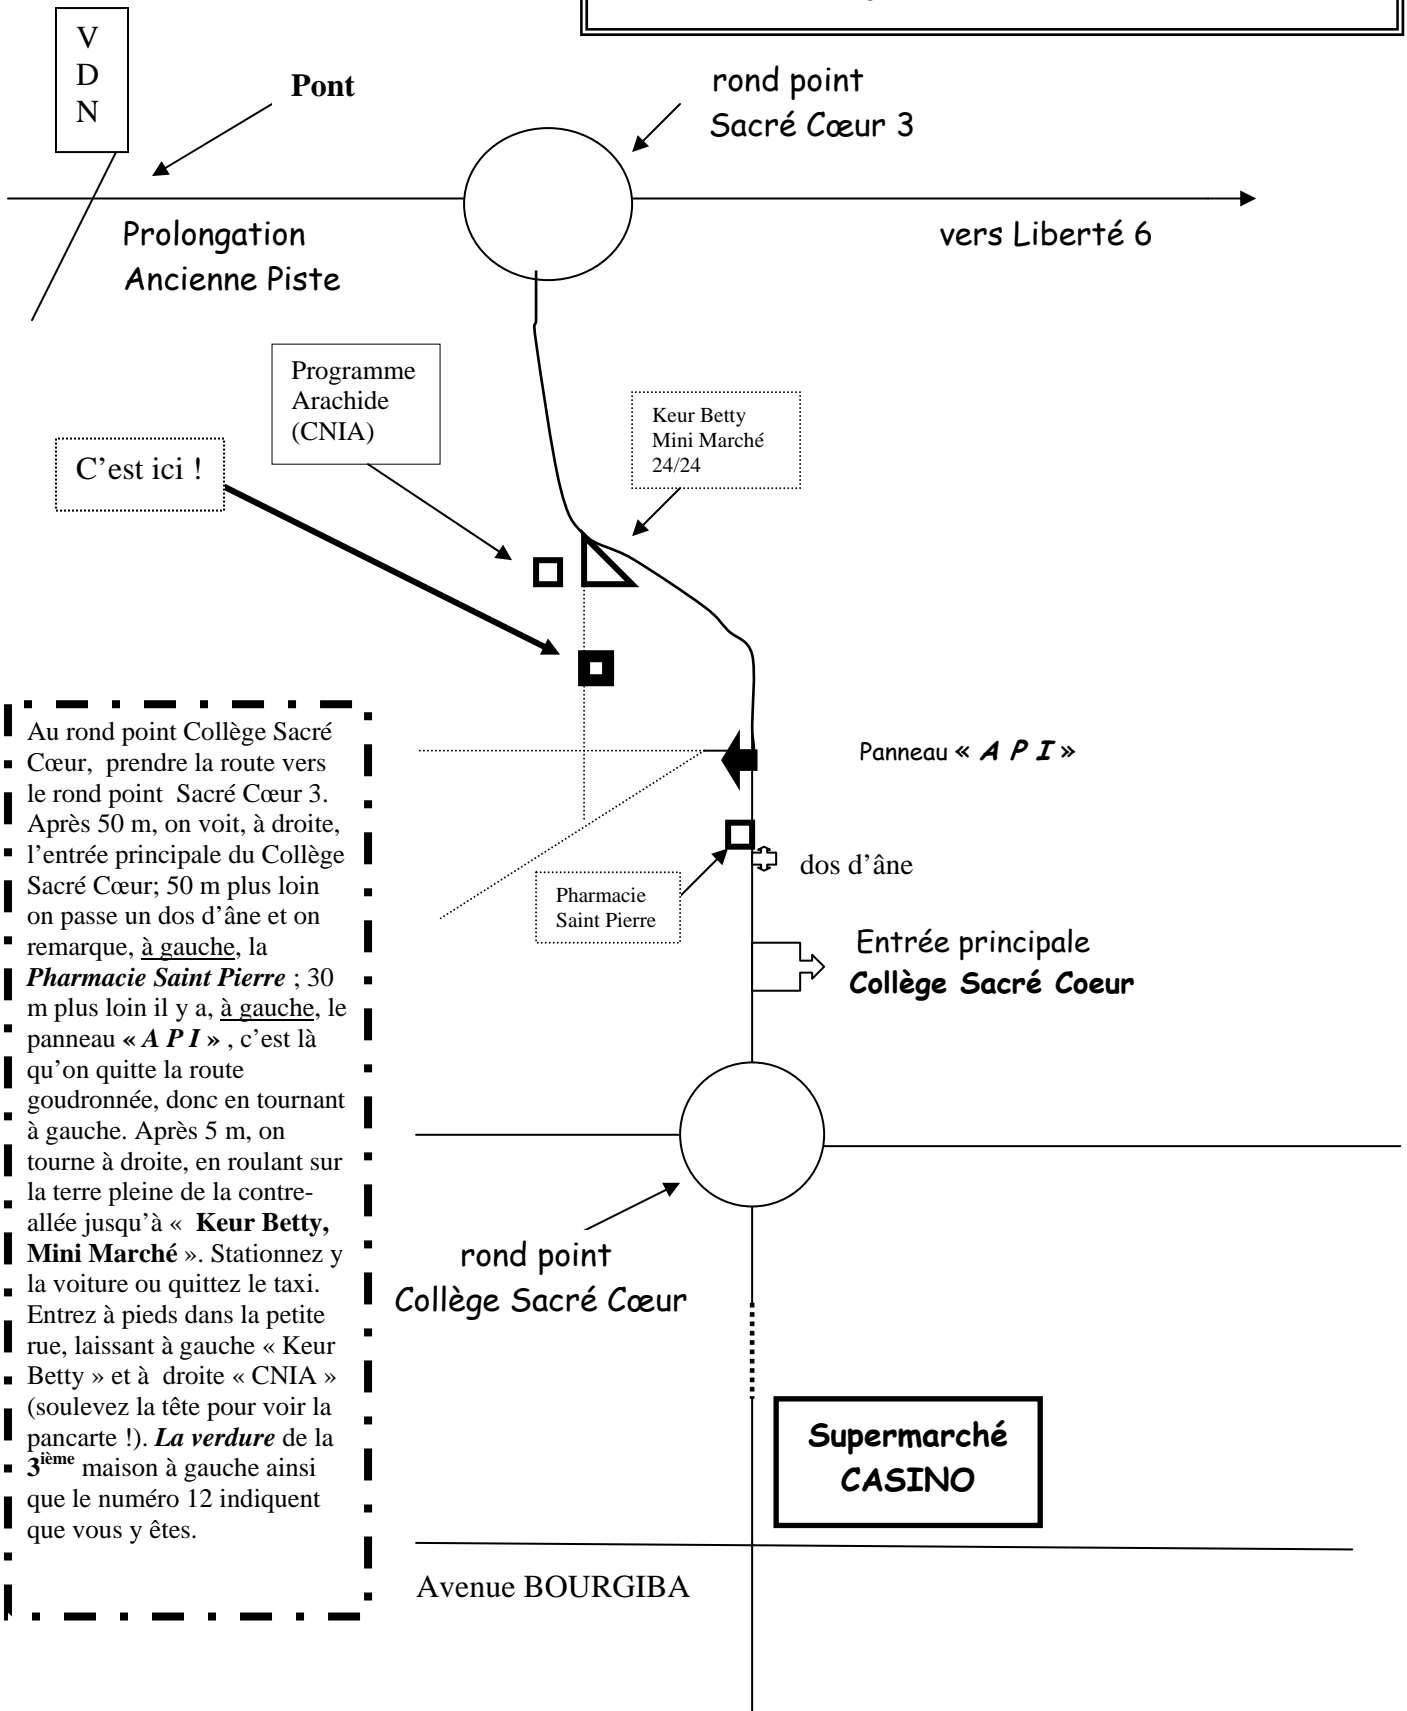 V
D
N
Pont
rond point
Sacré Cœur 3
Prolongation
Ancienne Piste
vers Liberté 6
Programme
Arachide
(CNIA)
Keur Betty
Mini Marché
24/24
C’est ici !
Panneau « A P I »
dos d’âne
Pharmacie
Saint Pierre
Entrée principale
Collège Sacré Coeur
Au rond point Collège Sacré
Cœur, prendre la route vers
le rond point Sacré Cœur 3.
Après 50 m, on voit, à droite,
l’entrée principale du Collège
Sacré Cœur; 50 m plus loin
on passe un dos d’âne et on
remarque, à gauche, la
Pharmacie Saint Pierre ; 30
m plus loin il y a, à gauche, le
panneau « A P I » , c’est là
qu’on quitte la route
goudronnée, donc en tournant
à gauche. Après 5 m, on
tourne à droite, en roulant sur
la terre pleine de la contre-
allée jusqu’à « Keur Betty,
Mini Marché ». Stationnez y
la voiture ou quittez le taxi.
Entrez à pieds dans la petite
rue, laissant à gauche « Keur
Betty » et à droite « CNIA »
(soulevez la tête pour voir la
pancarte !). La verdure de la
3ième maison à gauche ainsi
que le numéro 12 indiquent
que vous y êtes.
rond point
Collège Sacré Cœur
Supermarché
CASINO
Avenue BOURGIBA